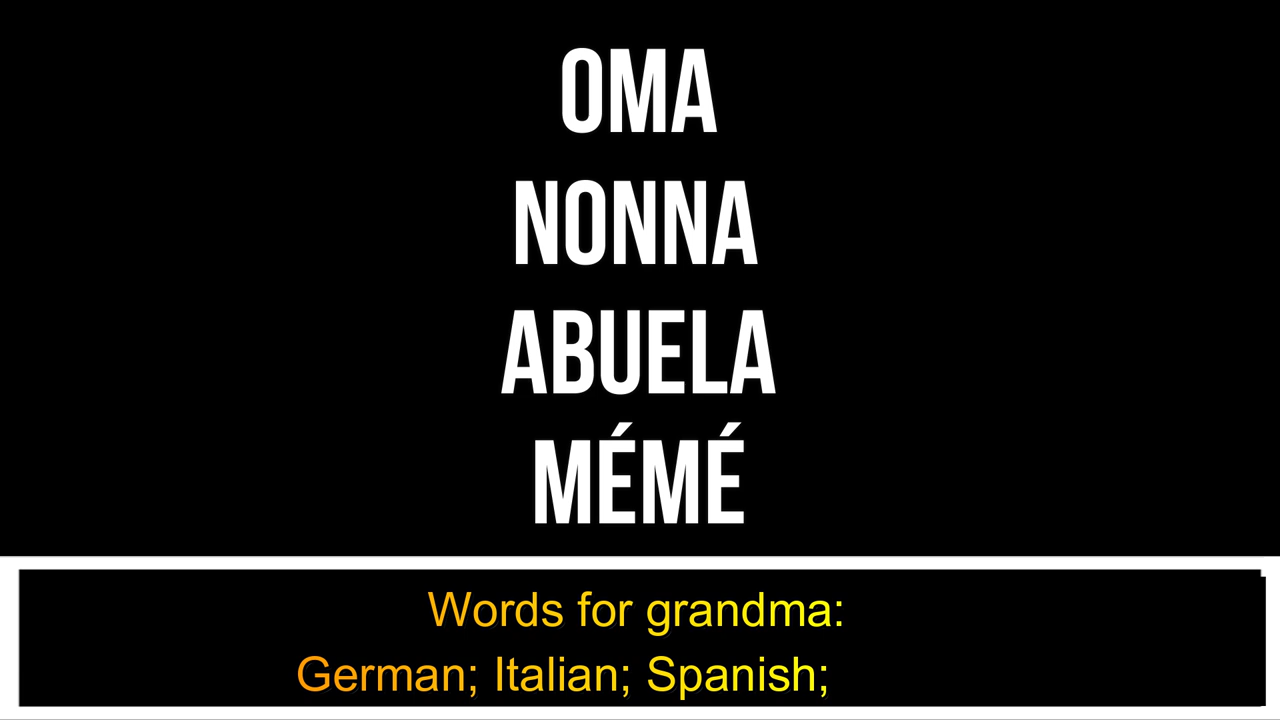 OMA
NONNA
ABUELA
MÉMÉ
Words for grandma:
German; Italian; Spanish;